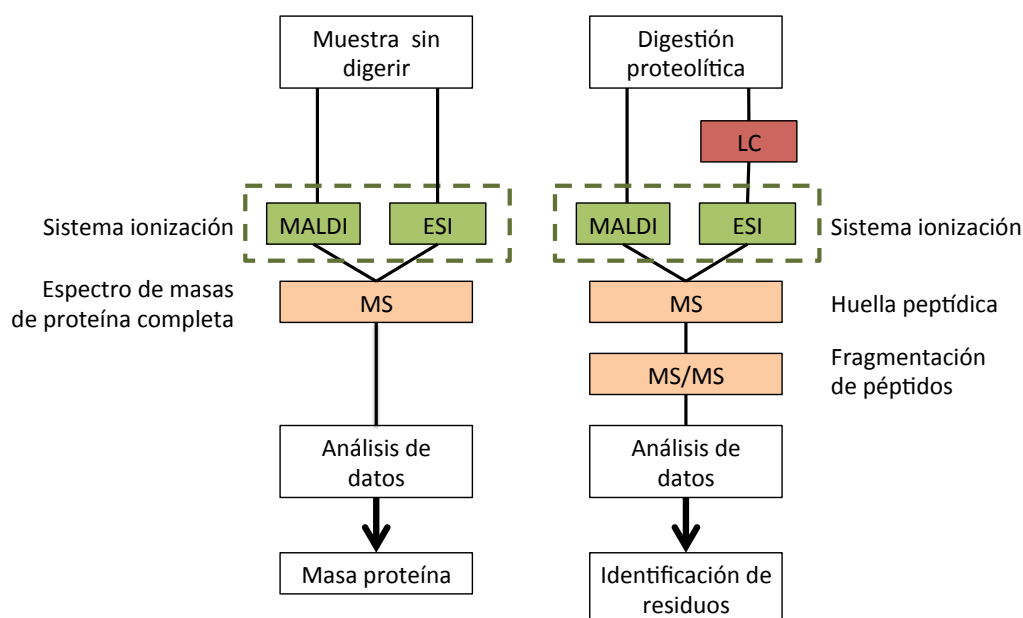 Muestra sin
digerir
Digestión
proteolítica
LC
Sistema ionización
MALDI
ESI
MALDI
ESI
Sistema ionización
Espectro de masas
de proteína completa
MS
MS
Huella peptídica
MS/MS
Fragmentación
de péptidos
Análisis de
datos
Análisis de
datos
Masa proteína
Identificación de
residuos